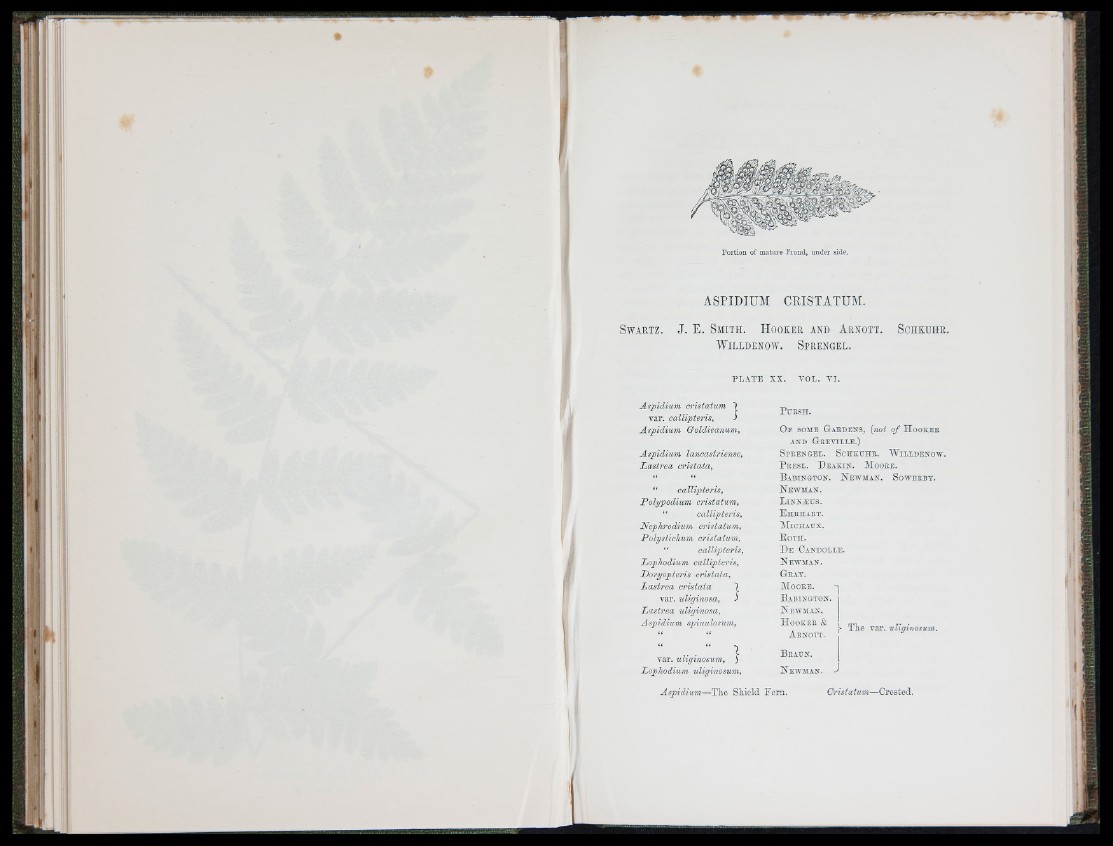 Portion of mature Frond, under side.
ASPIDIUM CRISTATUM.
SWARTZ. J. E. SMITH. HOOKER AND ARNOTT. SCHKUHR.
WILLDENOW. SPRENGEL.
PLATE XX. VOL. VI.
Aspidium cristatum } PURSH.
var. callipteris,
Aspidium Goldieanum, OF SOME GARDENS, (not of HOOKER
AND GREVILLE.)
Aspidium lancastriense, SPRENGEL. SCHKUHR. WILLDENOW.
Lastrea cristata, PRESL. DEAKIN. MOORE.
" " BABINGTON. NEWMAN. SOWERBY.
" callipteris, NEWMAN.
Polypodium cristatum, LINNÆUS.
" callipteris, EHRHART.
Nephrodium cristatum, MICHAUX.
Polystichum cristatum, ROTH.
" callipteris, DE CANDOLLE.
Lophodium callipteris, NEWMAN.
Dryopteris cristata, GRAY.
Lastrea cristata } MOORE.
var. uliginosa, BABINGTON.
Lastrea uliginosa, NEWMAN.
Aspidium spinulosum, HOOKER &
" " ARNOTT. } The var. uliginosum.
" " } BRAUN.
var. uliginosum,
Lophodium uliginosum, NEWMAN.
Aspidium—The Shield Fern. Cristatum—Crested.